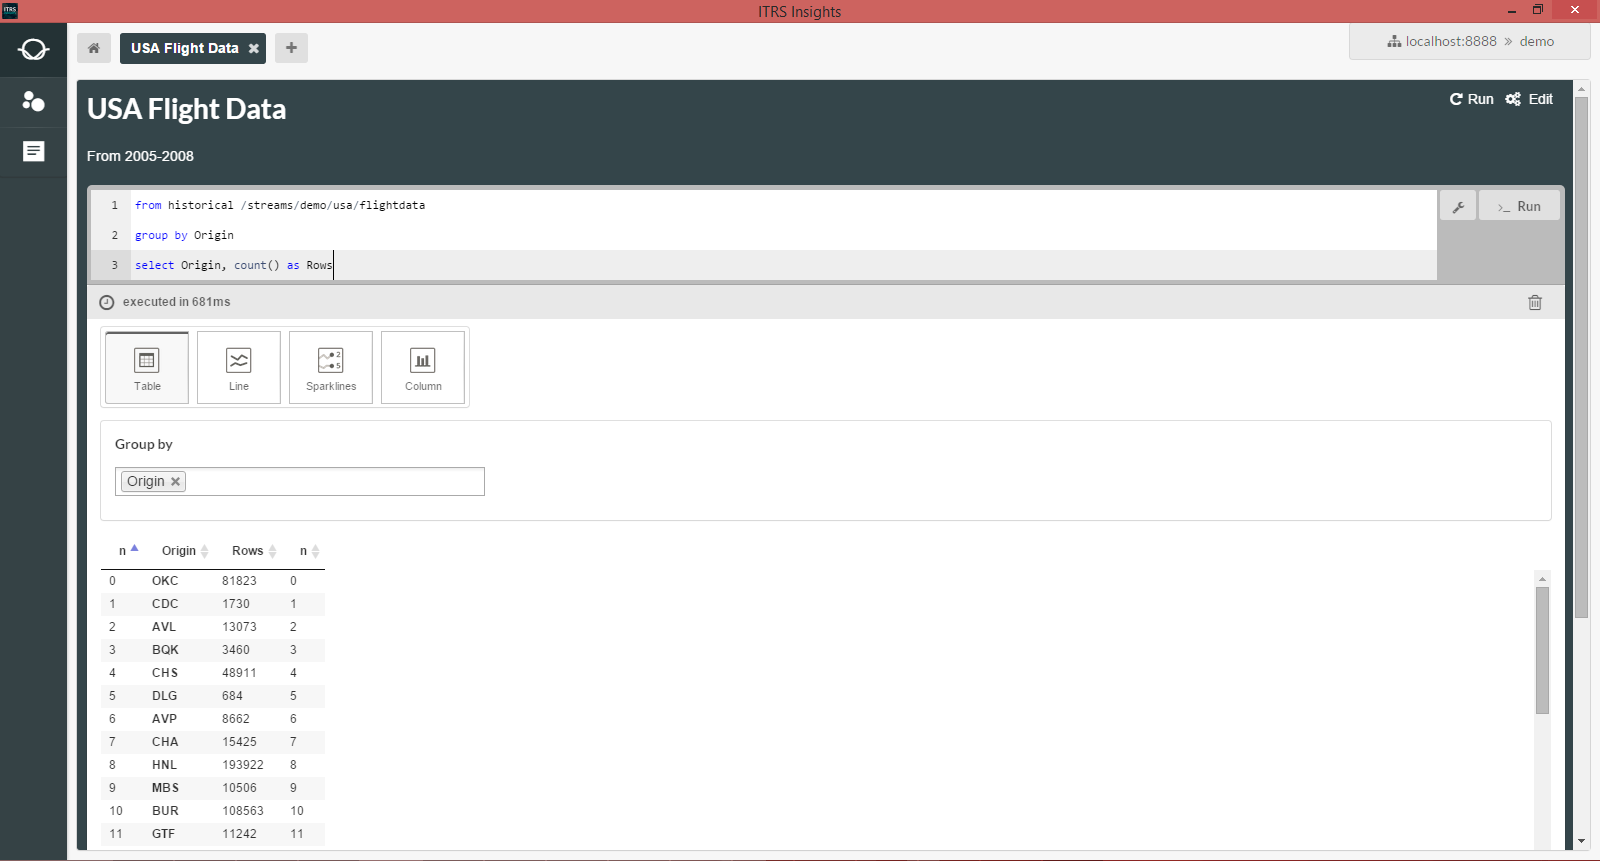 ITRS
ITRS Insights
USA Flight Data
localhost:8888 » demo
USA Flight Data
Run Edit
From 2005-2008
1 from historical /streams/demo/usa/flightdata
2 group by Origin
3 select Origin, count() as Rows
>_ Run
executed in 681ms
Table Line Sparklines Column
2
5
Group by
Origin
n Origin Rows n
0 OKC 81823 0
1 CDC 1730 1
2 AVL 13073 2
3 BQK 3460 3
4 CHS 48911 4
5 DLG 684 5
6 AVP 8662 6
7 CHA 15425 7
8 HNL 193922 8
9 MBS 10506 9
10 BUR 108563 10
11 GTF 11242 11